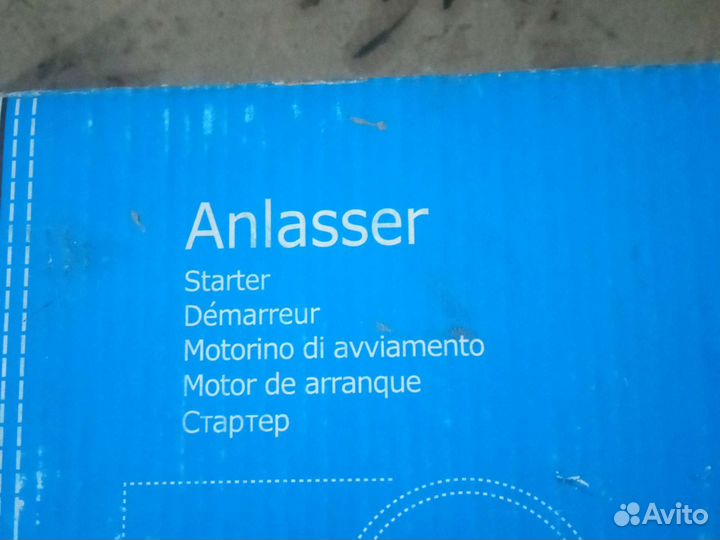 Anlasser
Starter
Démarreur
Motorino di avviamento
Motor de arranque
Стартер
Avito